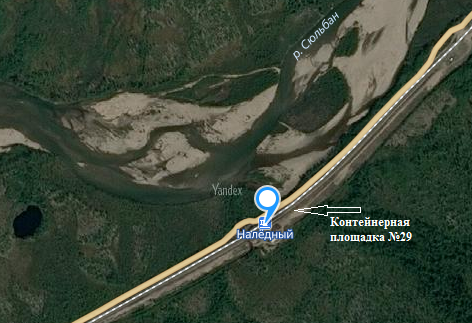 р. Сюльбан
Yandex
Наледный
Контейнерная
площадка №29